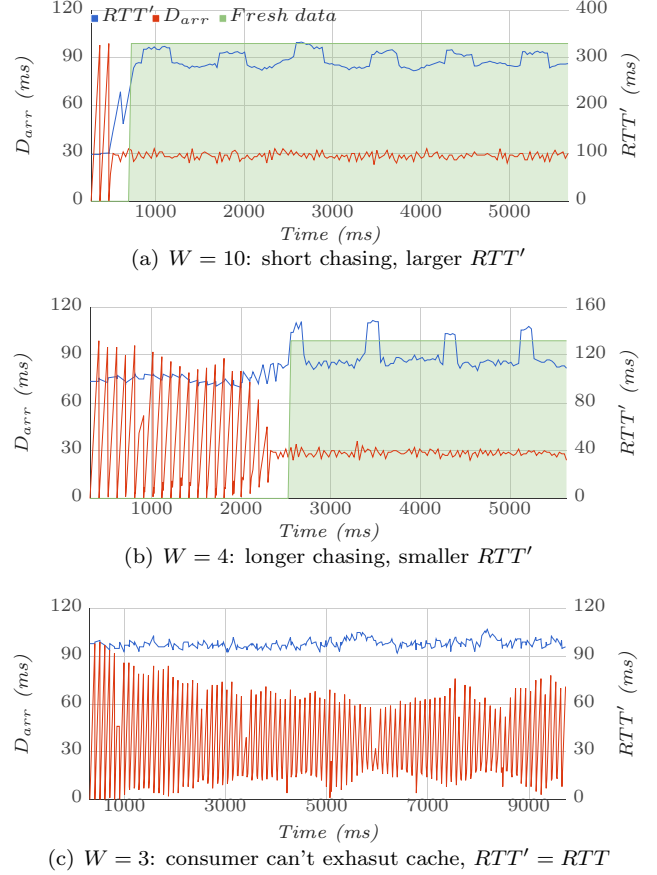 RTT′ D_arr Fresh data
120 400
90 300
60 200
30 100
0 0
D_arr (ms)
RTT′ (ms)
1000 2000 3000 4000 5000
Time (ms)
(a) W = 10: short chasing, larger RTT′
120 160
90 120
60 80
30 40
0 0
D_arr (ms)
RTT′ (ms)
1000 2000 3000 4000 5000
Time (ms)
(b) W = 4: longer chasing, smaller RTT′
120 120
90 90
60 60
30 30
0 0
D_arr (ms)
RTT′ (ms)
1000 3000 5000 7000 9000
Time (ms)
(c) W = 3: consumer can't exhasut cache, RTT′ = RTT